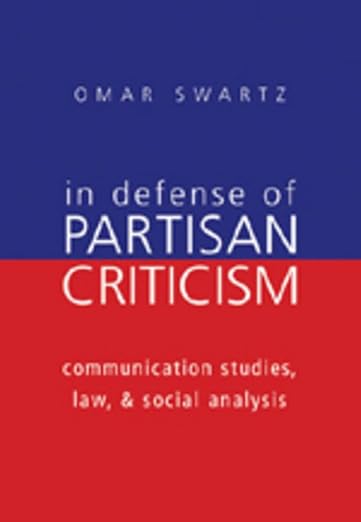 OMAR SWARTZ
in defense of
PARTISAN
CRITICISM
communication studies,
law, & social analysis